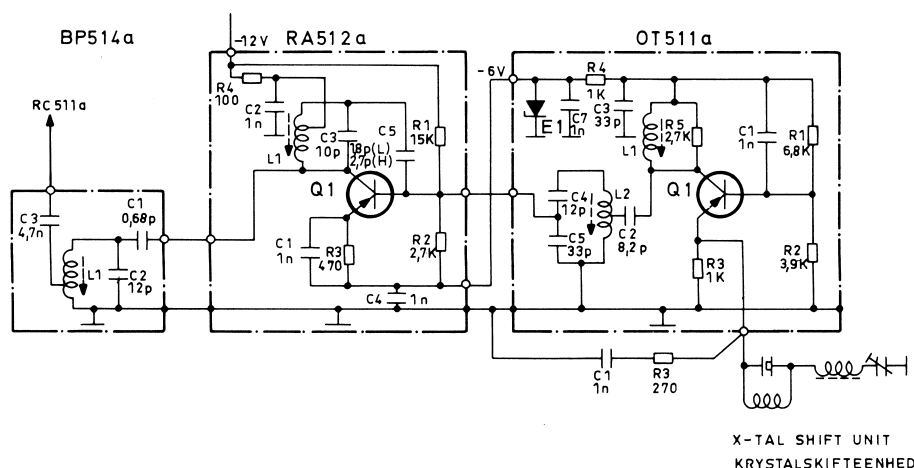 BP514a
RA512a
OT511a
-12V
-6V
RC511a
C3
4,7n
L1
C2
12p
C1
0,68p
R4
100
C2
1n
L1
C3
10p
C5
18p(L)
2,7p(H)
R1
15K
Q1
C1
1n
R3
470
R2
2,7K
C4
1n
E1
C7
1n
R4
1K
C3
33p
L1
R5
2,7K
C1
1n
R1
6,8K
C4
12p
L2
C5
33p
C2
8,2p
Q1
R3
1K
R2
3,9K
C1
1n
R3
270
X-TAL SHIFT UNIT
KRYSTALSKIFTEENHED